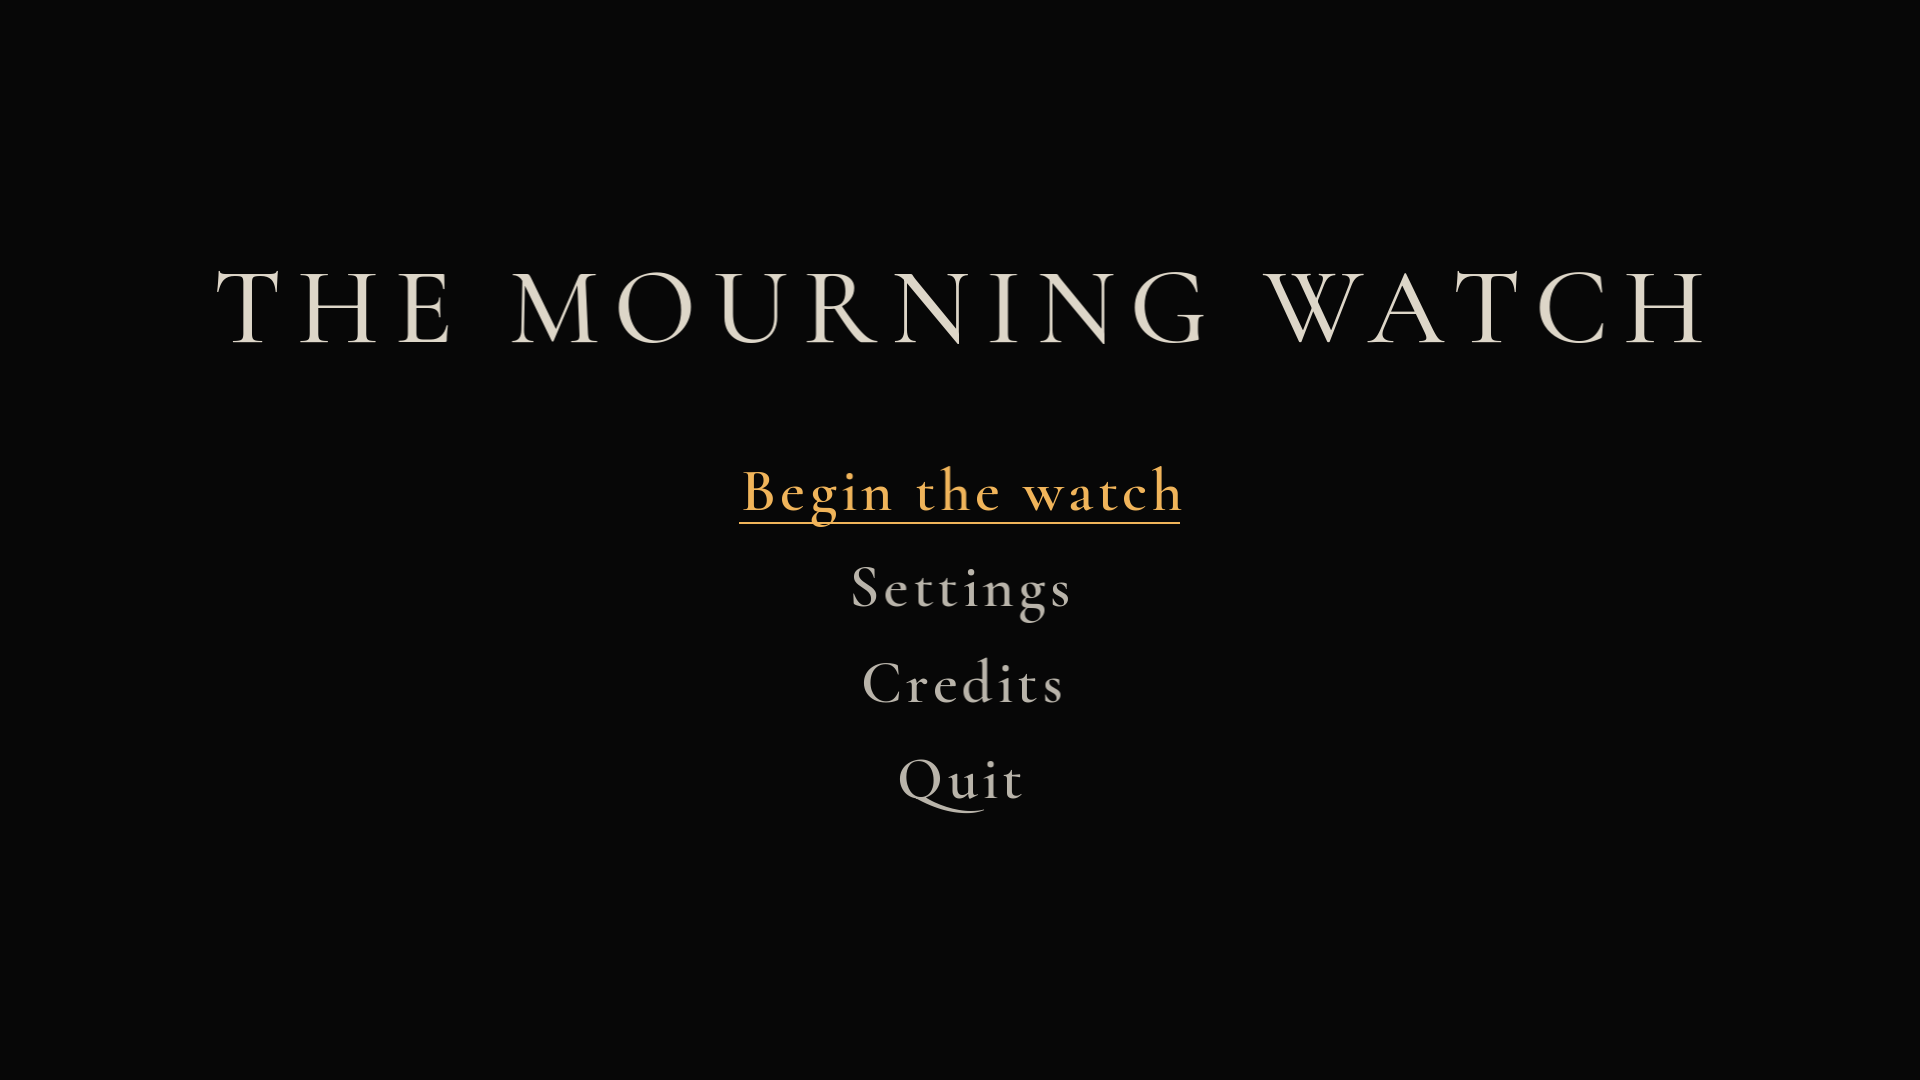 THE MOURNING WATCH
Begin the watch
Settings
Credits
Quit